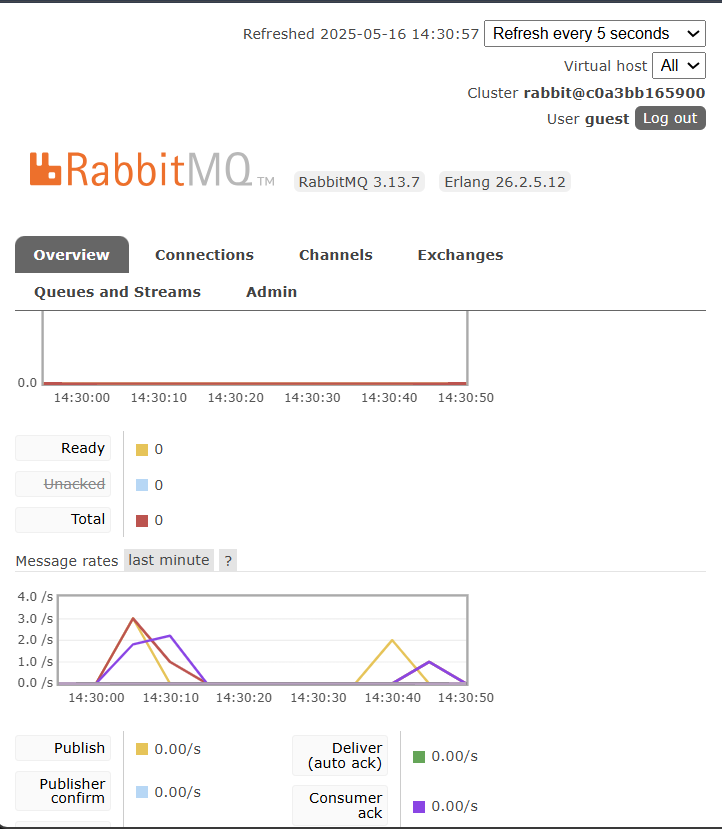 Refreshed 2025-05-16 14:30:57 Refresh every 5 seconds
Virtual host All
Cluster rabbit@c0a3bb165900
User guest Log out
RabbitMQ TM RabbitMQ 3.13.7 Erlang 26.2.5.12
Overview Connections Channels Exchanges
Queues and Streams Admin
0.0
14:30:00 14:30:10 14:30:20 14:30:30 14:30:40 14:30:50
Ready 0
Unacked 0
Total 0
Message rates last minute ?
4.0 /s
3.0 /s
2.0 /s
1.0 /s
0.0 /s
14:30:00 14:30:10 14:30:20 14:30:30 14:30:40 14:30:50
Publish 0.00/s
Publisher
confirm 0.00/s
Deliver
(auto ack) 0.00/s
Consumer
ack 0.00/s